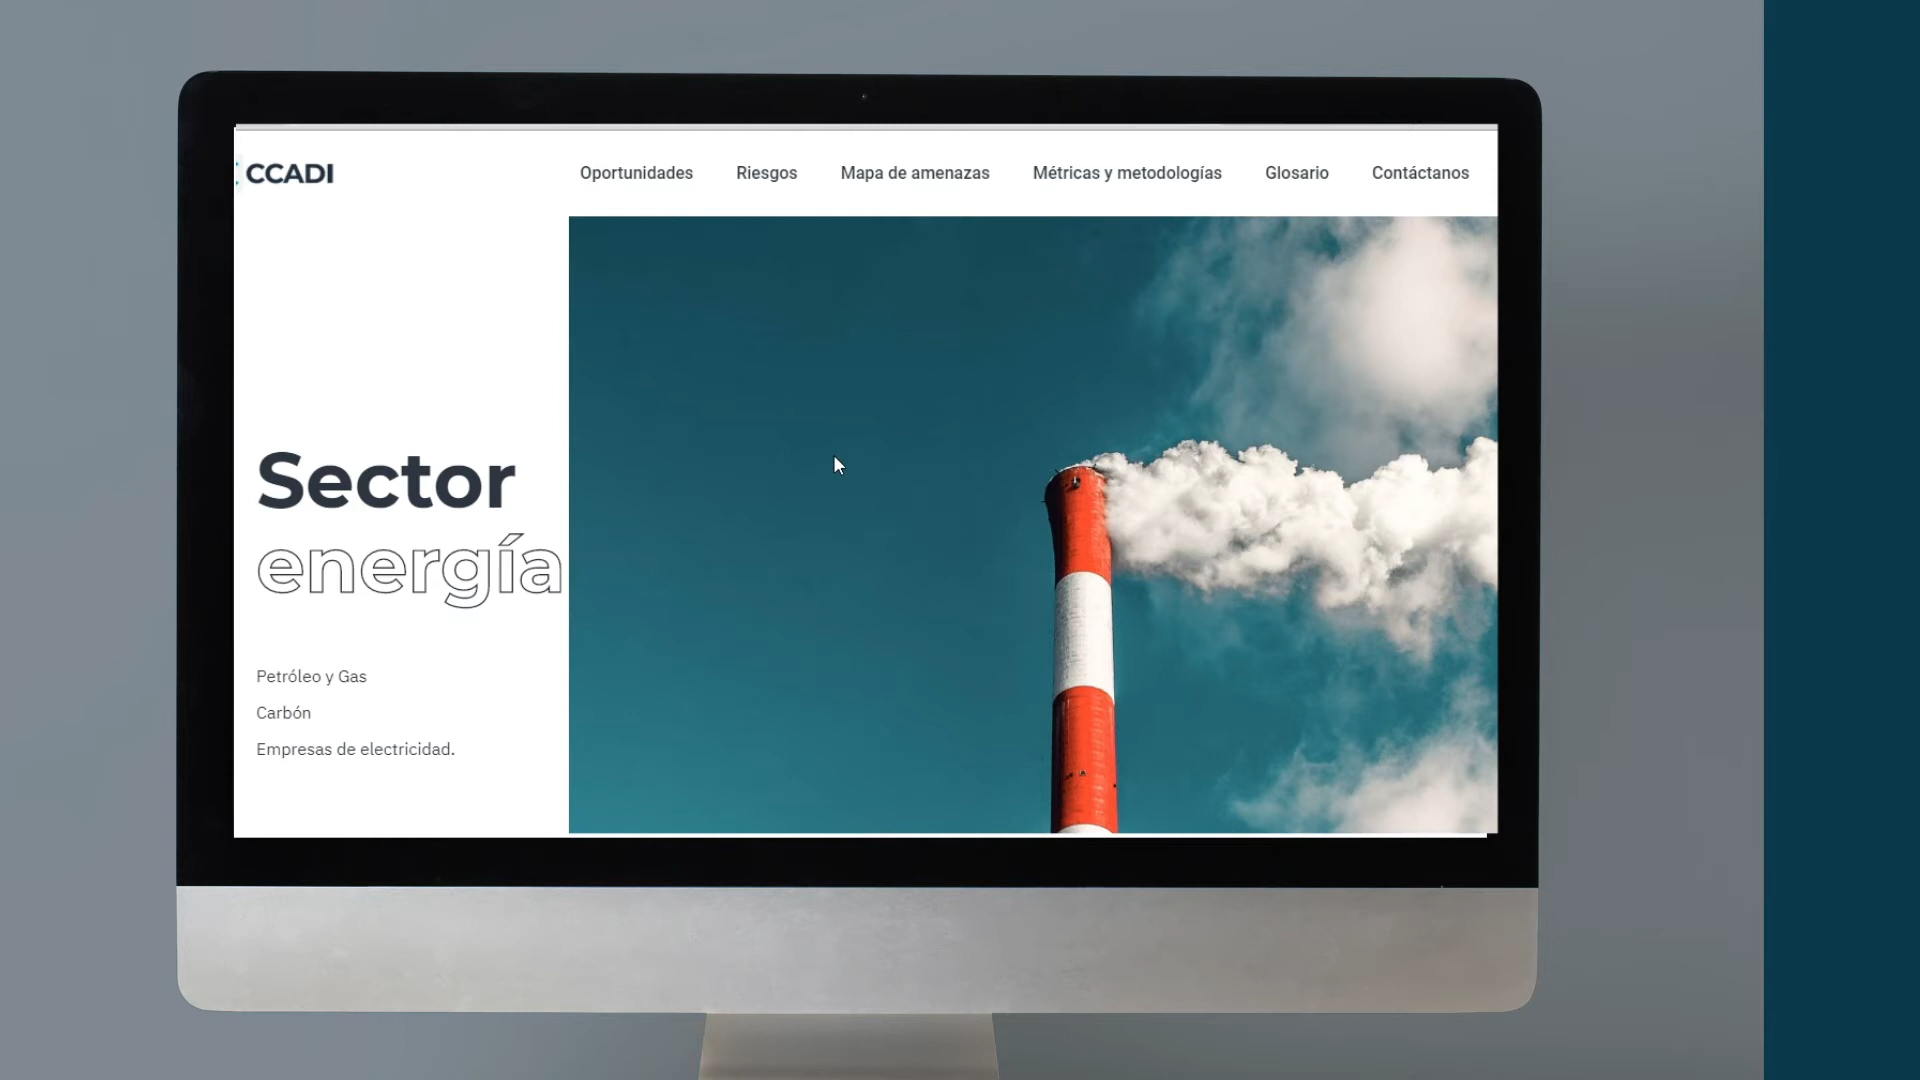 CCADI
Oportunidades Riesgos Mapa de amenazas Métricas y metodologías Glosario Contáctanos
Sector
energía
Petróleo y Gas
Carbón
Empresas de electricidad.